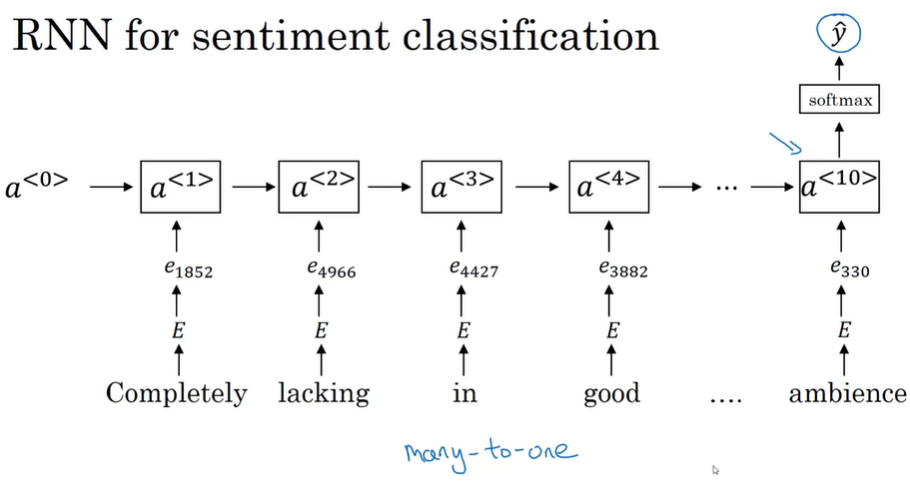 RNN for sentiment classification
ŷ
softmax
a<0> a<1> a<2> a<3> a<4> ... a<10>
e1852 e4966 e4427 e3882 e330
E E E E E
Completely lacking in good .... ambience
many-to-one